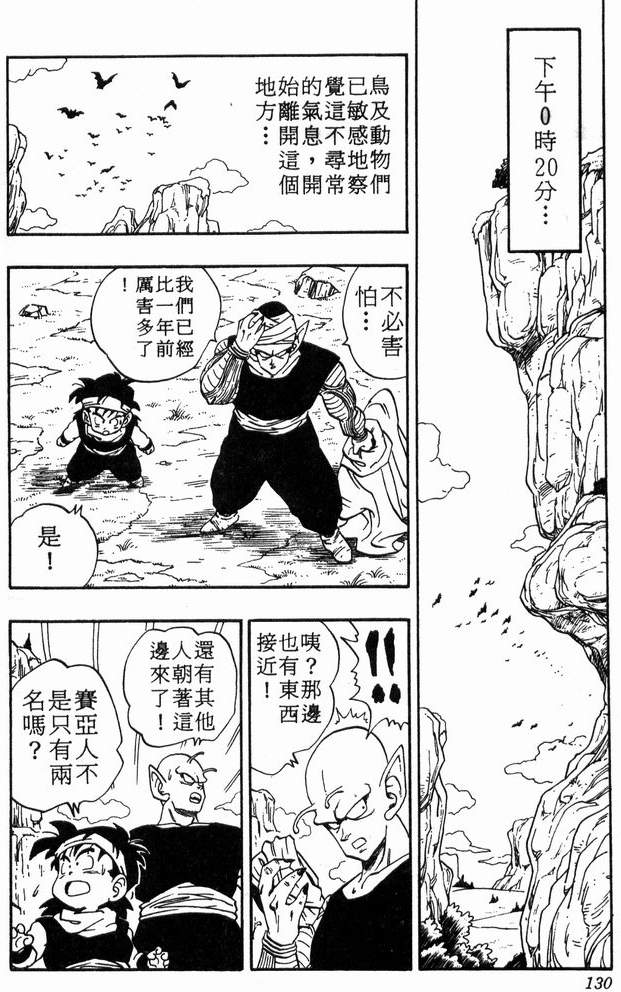 下午0時20分…
鳥及動物們
已敏感地察
覺這不尋常
的氣息，開
始離開這個
地方…
不必害
怕…
我們已經
比一年前
厲害多了
！
是！
!!
咦？那邊
也有東西
接近！
還有其他
人朝著這
邊來了！
賽亞人不
是只有兩
名嗎？
130